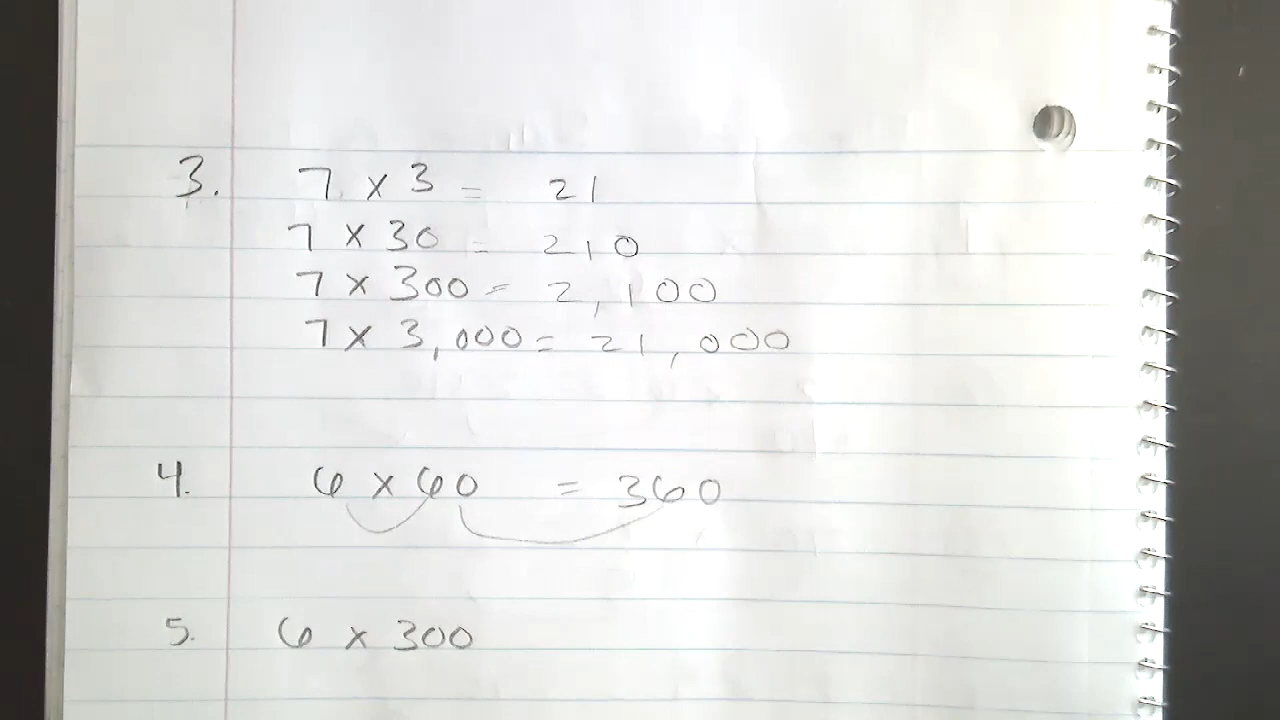 3. 7 x 3 = 21
7 x 30 = 210
7 x 300 = 2,100
7 x 3,000 = 21,000
4. 6 x 60 = 360
5. 6 x 300